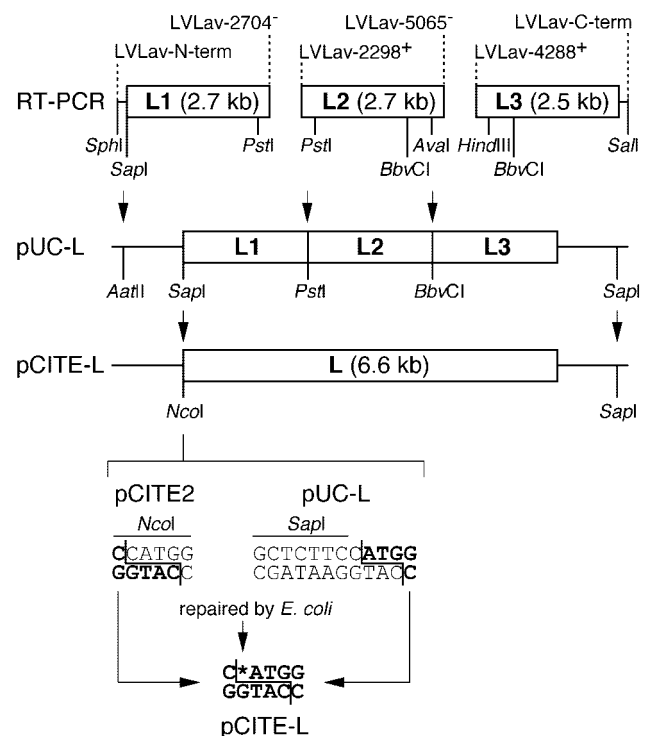 LVLav-2704⁻ LVLav-5065⁻ LVLav-C-term
LVLav-N-term LVLav-2298⁺ LVLav-4288⁺
RT-PCR L1 (2.7 kb) L2 (2.7 kb) L3 (2.5 kb)
SphI PstI PstI AvaI HindIII SalI
SapI BbvCI BbvCI
pUC-L L1 L2 L3
AatII SapI PstI BbvCI SapI
pCITE-L L (6.6 kb)
NcoI SapI
pCITE2 pUC-L
NcoI SapI
CCATGG GCTCTTCCATGG
GGTACC CGATAAGGTACC
repaired by E. coli
C*ATGG
GGTACC
pCITE-L